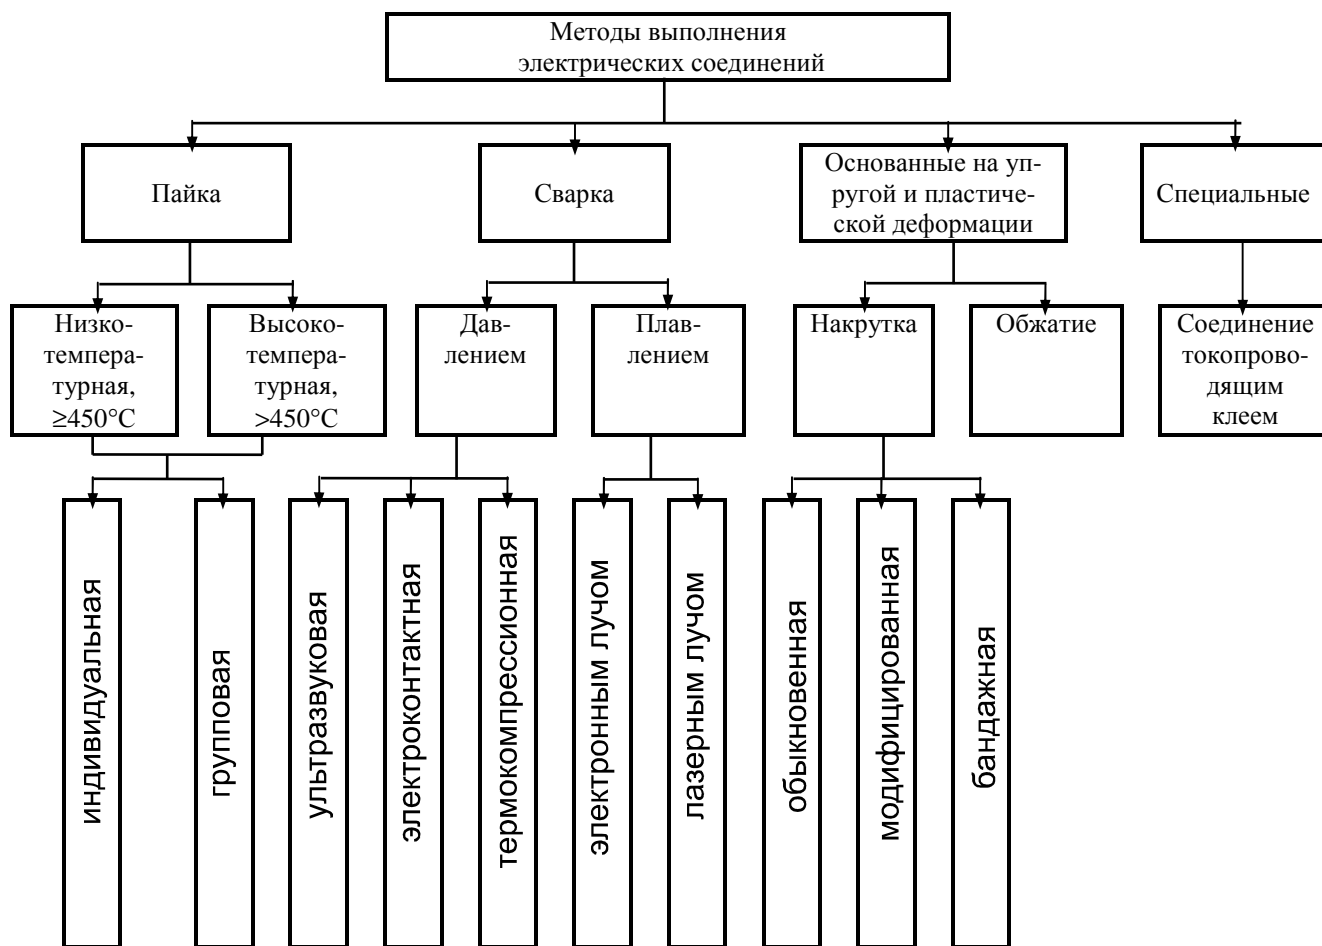 Методы выполнения
электрических соединений
Пайка
Сварка
Основанные на уп-
ругой и пластиче-
ской деформации
Специальные
Низко-
темпера-
турная,
≥450°С
Высоко-
темпера-
турная,
>450°С
Дав-
лением
Плав-
лением
Накрутка
Обжатие
Соединение
токопрово-
дящим
клеем
индивидуальная
групповая
ультразвуковая
электроконтактная
термокомпрессионная
электронным лучом
лазерным лучом
обыкновенная
модифицированная
бандажная